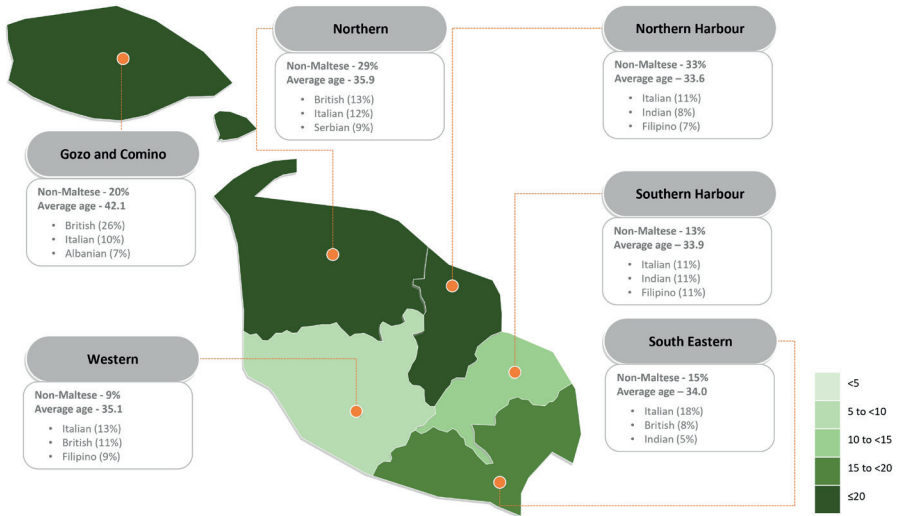 Northern
Non-Maltese - 29%
Average age - 35.9
• British (13%)
• Italian (12%)
• Serbian (9%)
Northern Harbour
Non-Maltese - 33%
Average age – 33.6
• Italian (11%)
• Indian (8%)
• Filipino (7%)
Gozo and Comino
Non-Maltese - 20%
Average age - 42.1
• British (26%)
• Italian (10%)
• Albanian (7%)
Southern Harbour
Non-Maltese - 13%
Average age – 33.9
• Italian (11%)
• Indian (11%)
• Filipino (11%)
Western
Non-Maltese - 9%
Average age - 35.1
• Italian (13%)
• British (11%)
• Filipino (9%)
South Eastern
Non-Maltese - 15%
Average age – 34.0
• Italian (18%)
• British (8%)
• Indian (5%)
<5
5 to <10
10 to <15
15 to <20
≤20